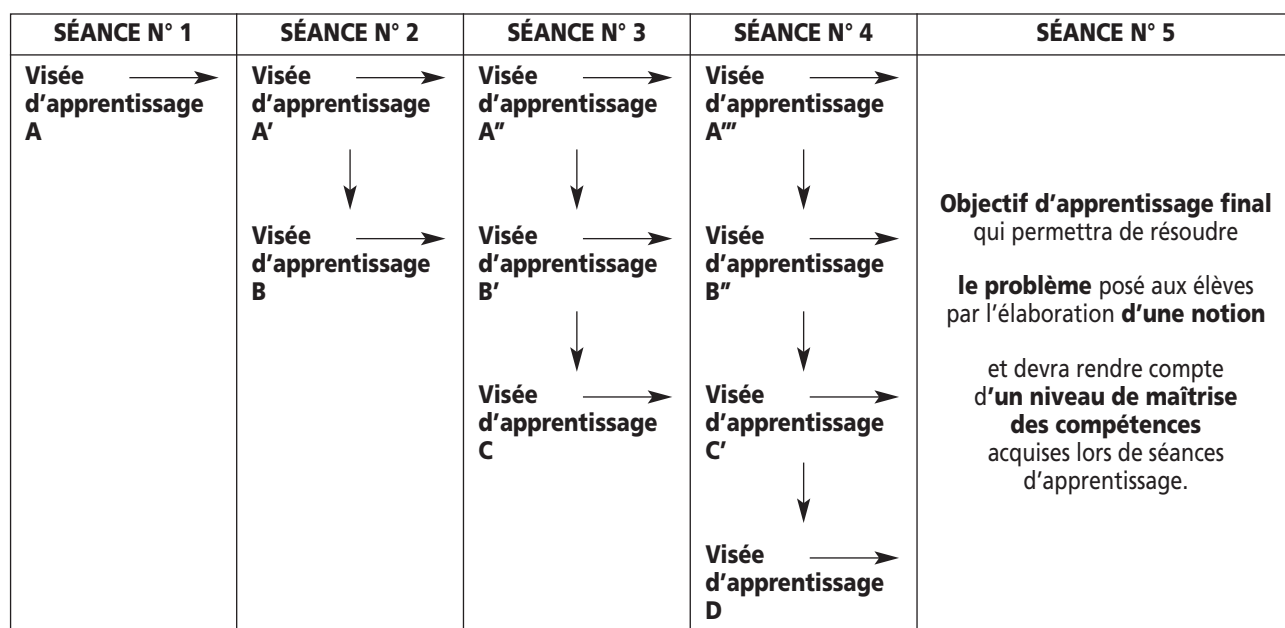 SÉANCE N° 1
SÉANCE N° 2
SÉANCE N° 3
SÉANCE N° 4
SÉANCE N° 5
Visée
d’apprentissage
A
Visée
d’apprentissage
A’
Visée
d’apprentissage
B
Visée
d’apprentissage
A’’
Visée
d’apprentissage
B’
Visée
d’apprentissage
C
Visée
d’apprentissage
A’’’
Visée
d’apprentissage
B’’
Visée
d’apprentissage
C’
Visée
d’apprentissage
D
Objectif d’apprentissage final
qui permettra de résoudre
le problème posé aux élèves
par l’élaboration d’une notion
et devra rendre compte
d’un niveau de maîtrise
des compétences
acquises lors de séances
d’apprentissage.